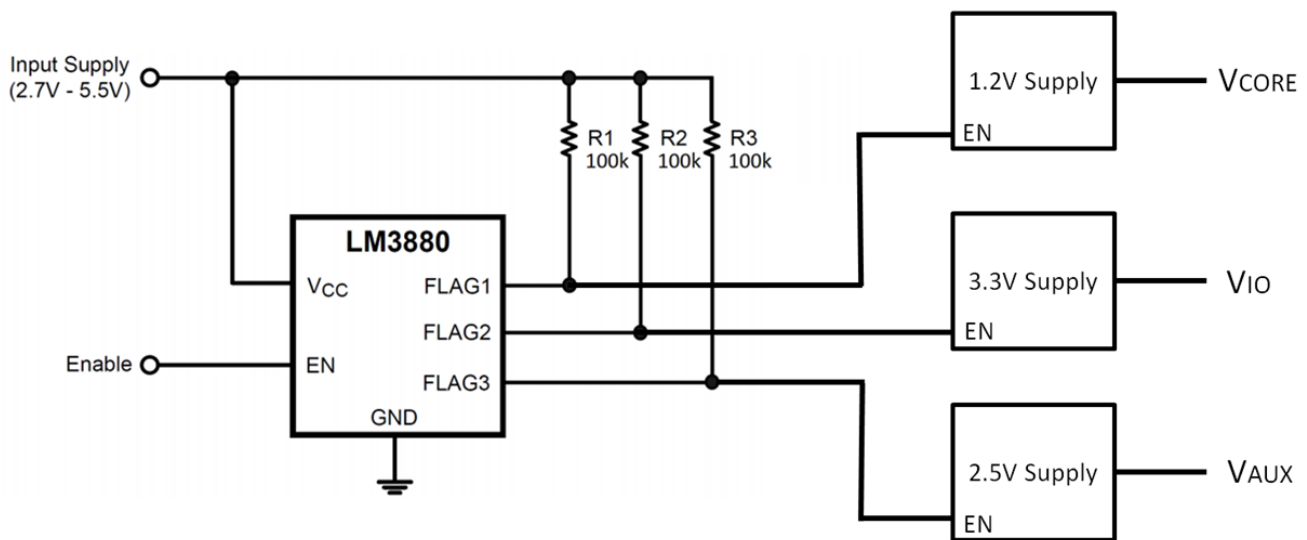 Input Supply
(2.7V - 5.5V)
1.2V Supply
EN
VCORE
R1
100k
R2
100k
R3
100k
LM3880
VCC
FLAG1
FLAG2
EN
FLAG3
GND
Enable
3.3V Supply
EN
VIO
2.5V Supply
EN
VAUX